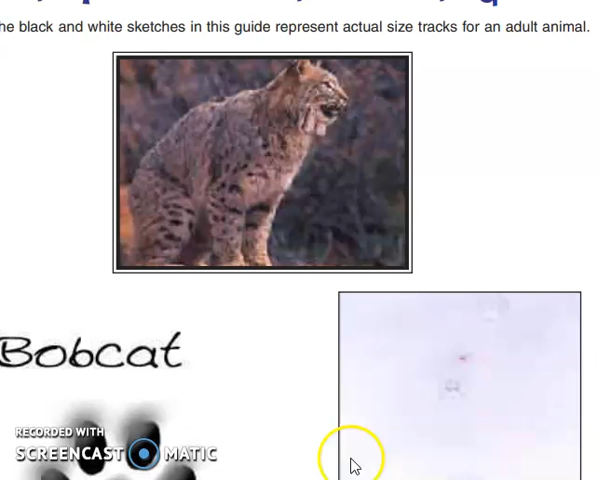 he black and white sketches in this guide represent actual size tracks for an adult animal.
Bobcat
RECORDED WITH
SCREENCAST MATIC